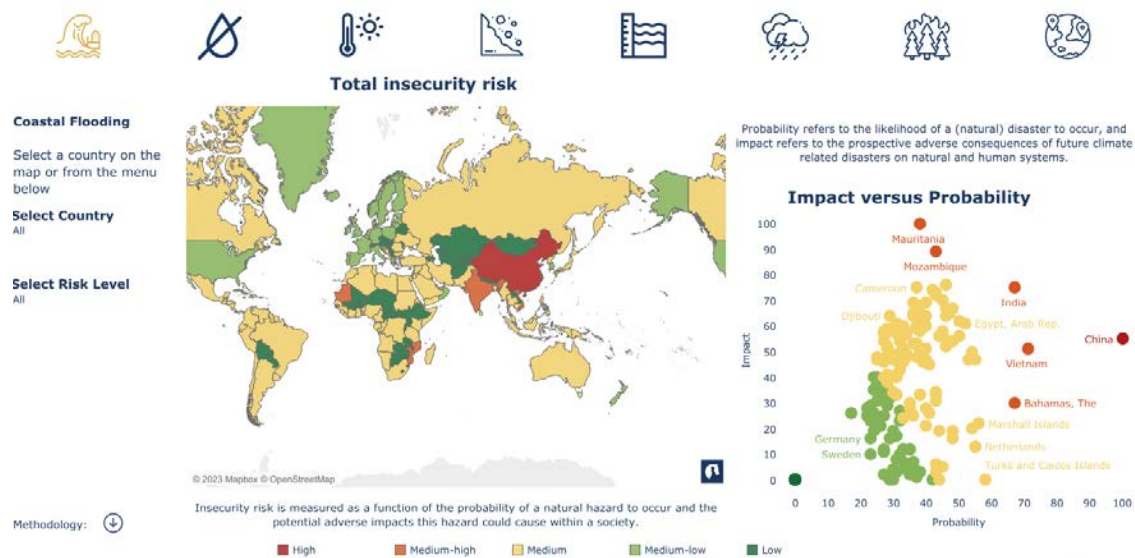 Total insecurity risk
Coastal Flooding
Select a country on the
map or from the menu
below
Select Country
All
Select Risk Level
All
Methodology:
© 2023 Mapbox © OpenStreetMap
Insecurity risk is measured as a function of the probability of a natural hazard to occur and the
potential adverse impacts this hazard could cause within a society.
High
Medium-high
Medium
Medium-low
Low
Probability refers to the likelihood of a (natural) disaster to occur, and
impact refers to the prospective adverse consequences of future climate
related disasters on natural and human systems.
Impact versus Probability
Impact
100
90
80
70
60
50
40
30
20
10
0
Mauritania
Mozambique
Cameroon
India
Djibouti
Egypt, Arab Rep.
China
Vietnam
Bahamas, The
Marshall Islands
Germany
Netherlands
Sweden
Turks and Caicos Islands
0
10
20
30
40
50
60
70
80
90
100
Probability